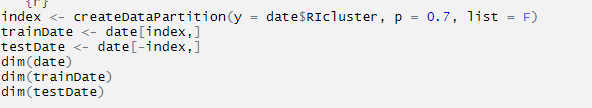 {r}
index <- createDataPartition(y = date$RIcluster, p = 0.7, list = F)
trainDate <- date[index,]
testDate <- date[-index,]
dim(date)
dim(trainDate)
dim(testDate)